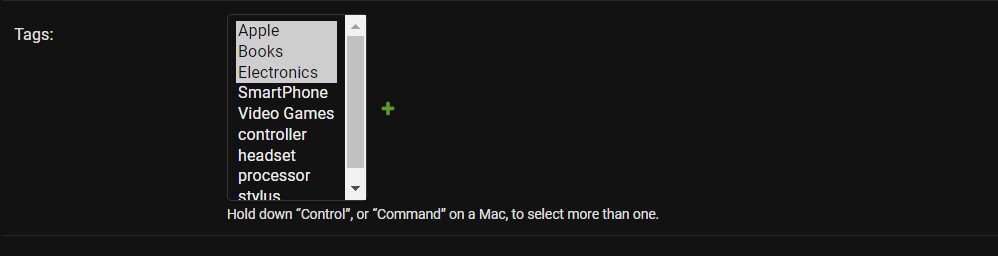 Tags:
Apple
Books
Electronics
SmartPhone
Video Games
controller
headset
processor
stylus
Hold down “Control”, or “Command” on a Mac, to select more than one.